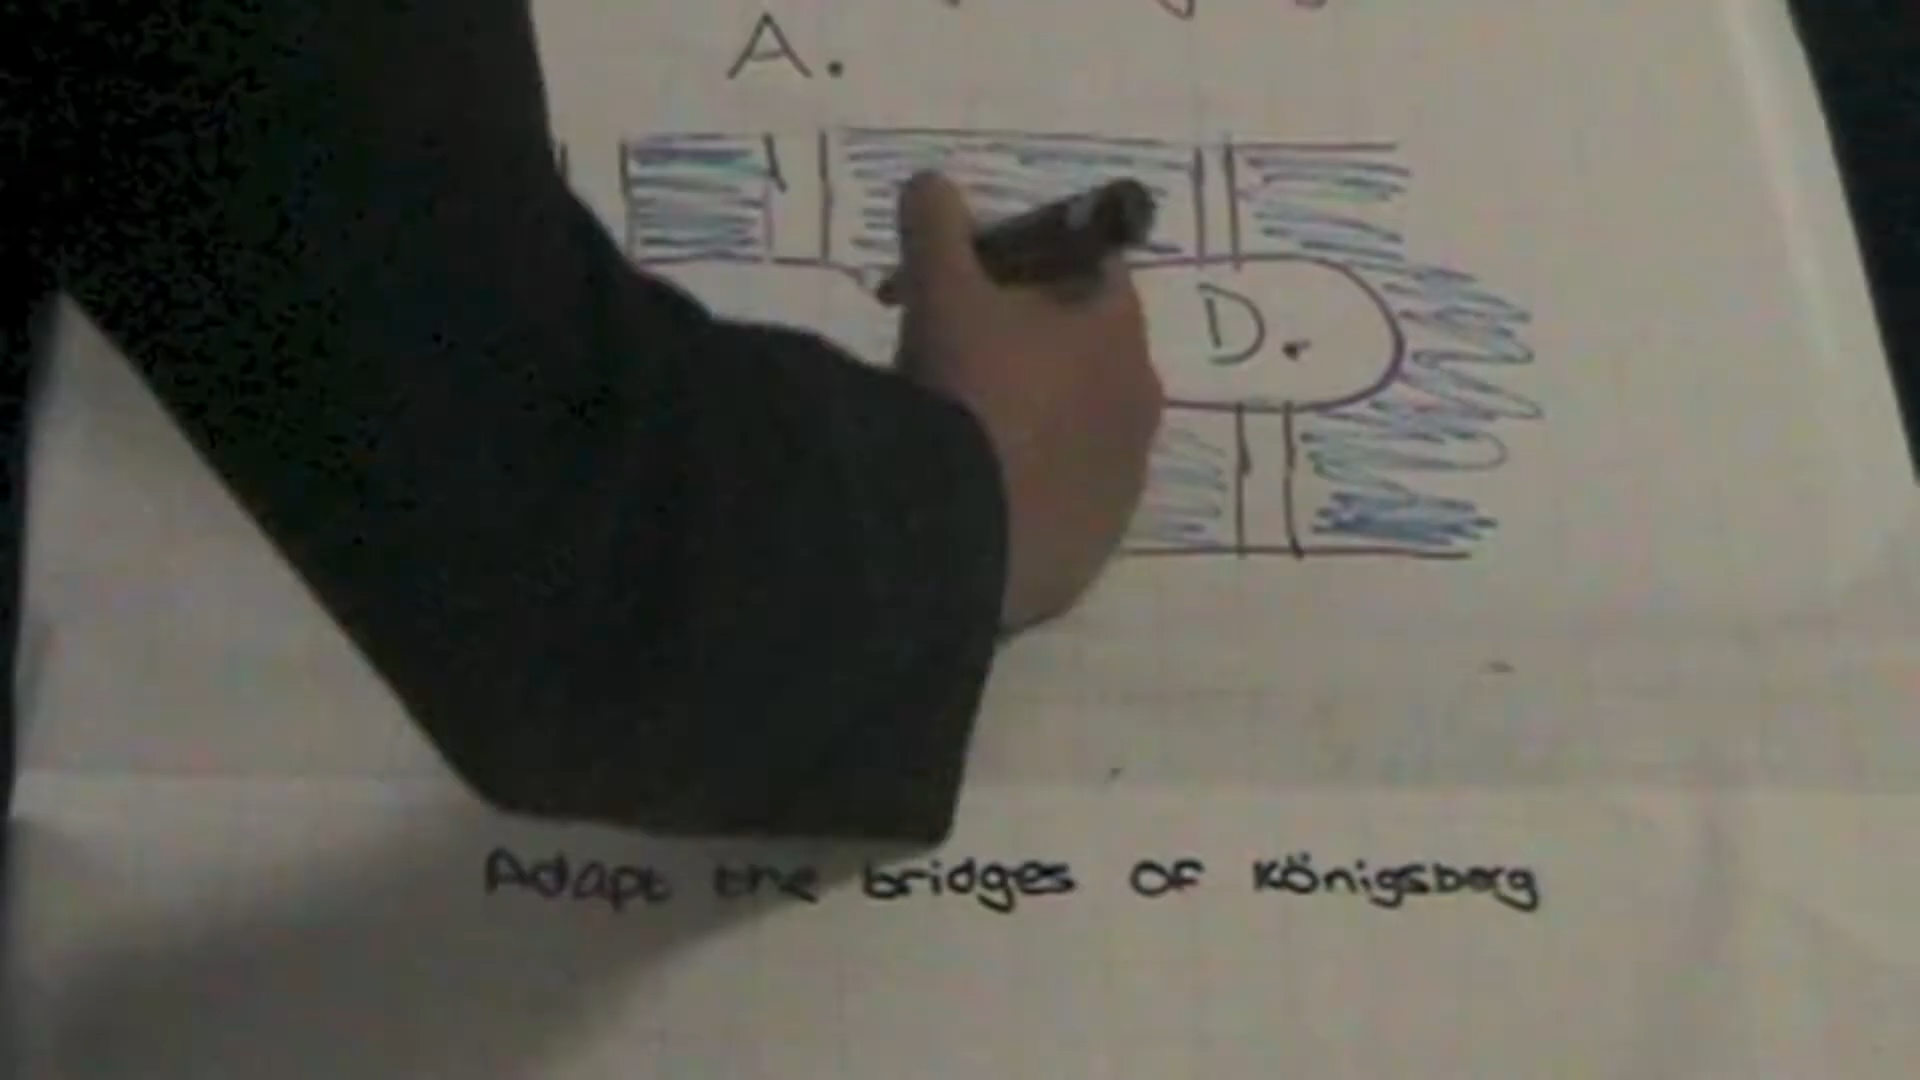 A.
D.
Adapt the bridges of Königsberg